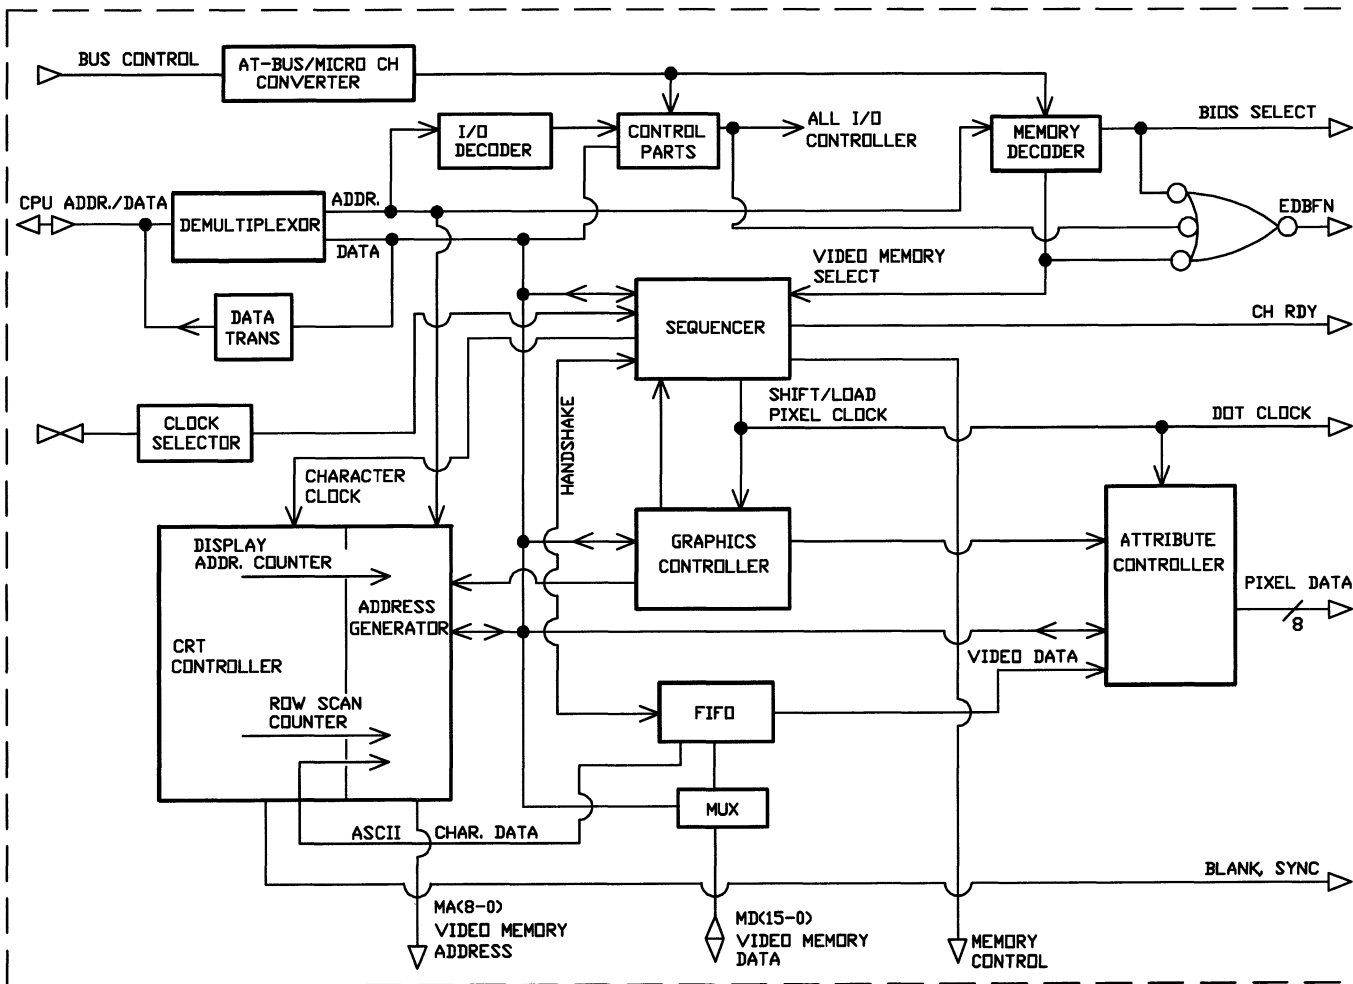 BUS CONTROL
AT-BUS/MICRO CH
CONVERTER
I/O
DECODER
CONTROL
PARTS
ALL I/O
CONTROLLER
MEMORY
DECODER
BIOS SELECT
CPU ADDR./DATA
DEMULTIPLEXOR
ADDR.
DATA
EDBFN
VIDEO MEMORY
SELECT
DATA
TRANS
SEQUENCER
CH RDY
CLOCK
SELECTOR
HANDSHAKE
SHIFT/LOAD
PIXEL CLOCK
DOT CLOCK
CHARACTER
CLOCK
DISPLAY
ADDR. COUNTER
GRAPHICS
CONTROLLER
ATTRIBUTE
CONTROLLER
PIXEL DATA
8
ADDRESS
GENERATOR
CRT
CONTROLLER
VIDEO DATA
ROW SCAN
COUNTER
FIFO
MUX
ASCII CHAR. DATA
BLANK, SYNC
MA(8-0)
VIDEO MEMORY
ADDRESS
MD(15-0)
VIDEO MEMORY
DATA
MEMORY
CONTROL